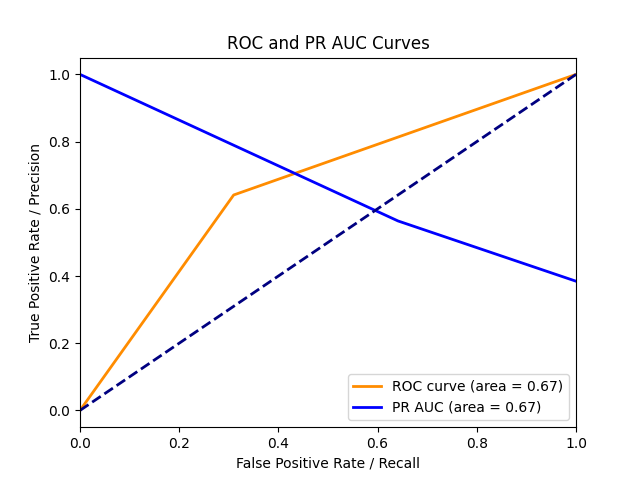 ROC and PR AUC Curves
True Positive Rate / Precision
1.0
0.8
0.6
0.4
0.2
0.0
ROC curve (area = 0.67)
PR AUC (area = 0.67)
0.0 0.2 0.4 0.6 0.8 1.0
False Positive Rate / Recall